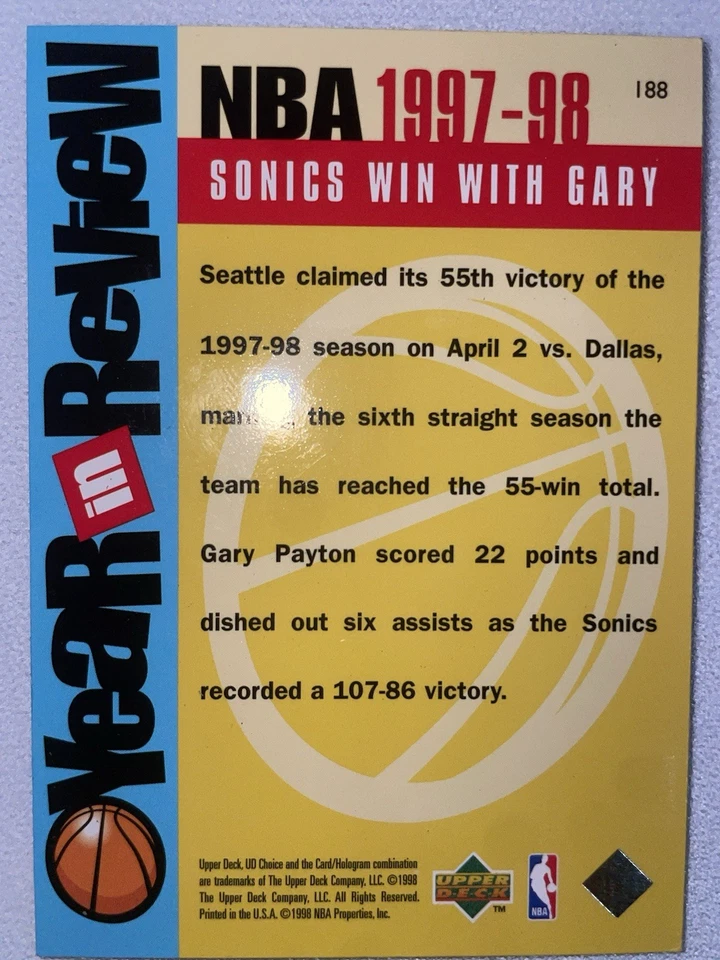 Year in Review
NBA 1997-98
188
SONICS WIN WITH GARY
Seattle claimed its 55th victory of the
1997-98 season on April 2 vs. Dallas,
the sixth straight season the
team has reached the 55-win total.
Gary Payton scored 22 points and
dished out six assists as the Sonics
recorded a 107-86 victory.
Upper Deck, UD Choice and the Card/Hologram combination
are trademarks of The Upper Deck Company, LLC. ©1998
The Upper Deck Company, LLC. All Rights Reserved.
Printed in the U.S.A. ©1998 NBA Properties, Inc.
UPPER
DECK
TM
NBA